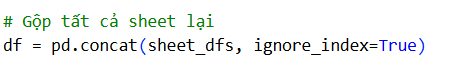 # Gộp tất cả sheet lại
df = pd.concat(sheet_dfs, ignore_index=True)